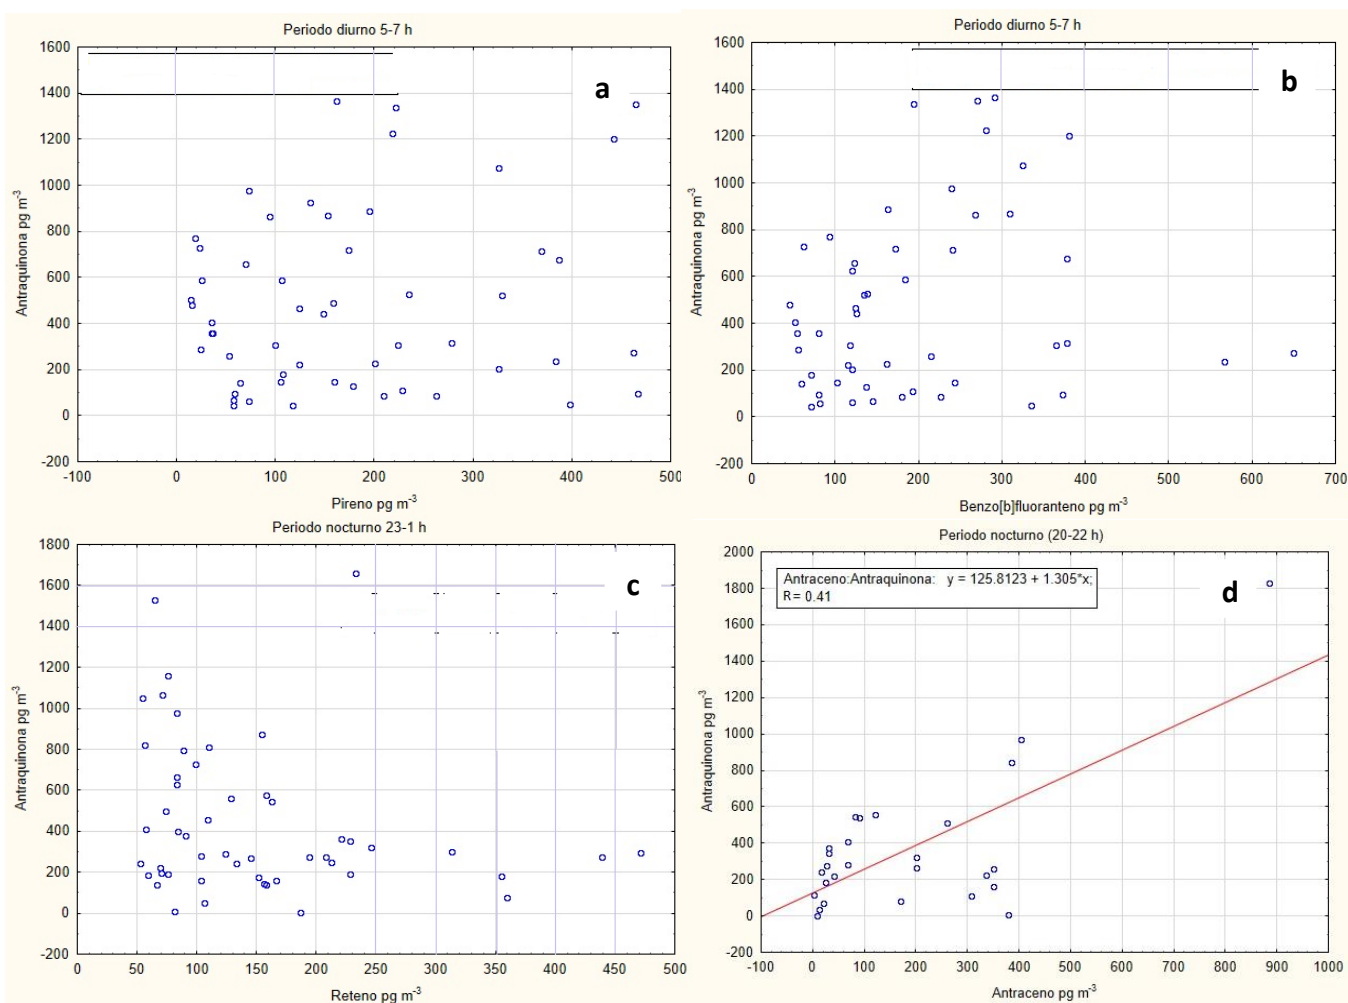 Periodo diurno 5-7 h
a
1600
1400
1200
1000
800
600
400
200
0
-200
Antraquinona pg m-3
-100 0 100 200 300 400 500
Pireno pg m-3
Periodo diurno 5-7 h
b
1600
1400
1200
1000
800
600
400
200
0
-200
Antraquinona pg m-3
0 100 200 300 400 500 600 700
Benzo[b]fluoranteno pg m-3
Periodo nocturno 23-1 h
c
1800
1600
1400
1200
1000
800
600
400
200
0
-200
Antraquinona pg m-3
0 50 100 150 200 250 300 350 400 450 500
Reteno pg m-3
Periodo nocturno (20-22 h)
Antraceno:Antraquinona: y = 125.8123 + 1.305*x;
R = 0.41
d
2000
1800
1600
1400
1200
1000
800
600
400
200
0
-200
Antraquinona pg m-3
-100 0 100 200 300 400 500 600 700 800 900 1000
Antraceno pg m-3